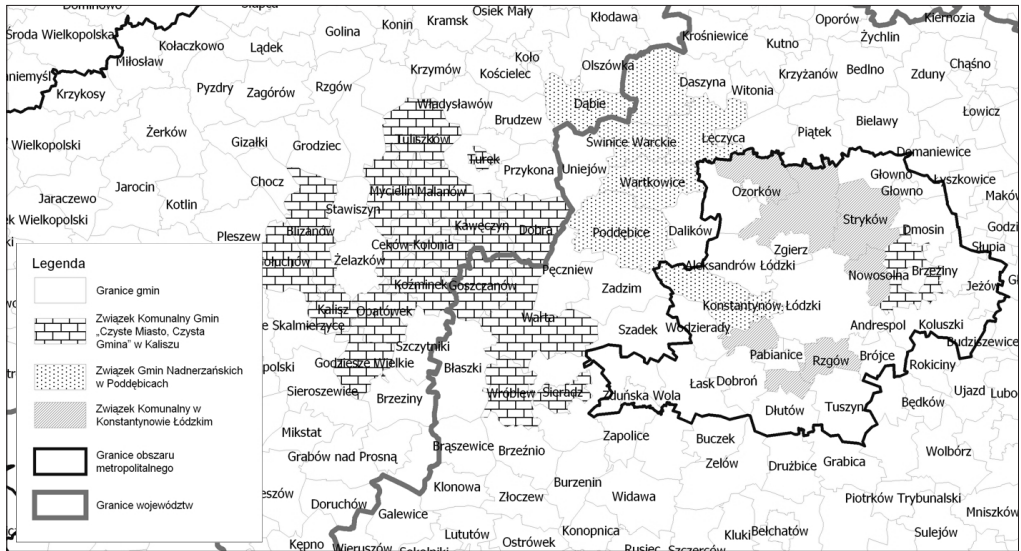 Dominowo
Słupca
Konin
Kramsk
Osiek Mały
Kłodawa
Oporów
Kiernozia
Środa Wielkopolska
Kołaczkowo
Lądek
Golina
Krośniewice
Kutno
Żychlin
Miłosław
Koło
Olszówka
Krzykosy
Pyzdry
Zagórów
Rzgów
Krzymów
Kościelec
Daszyna
Witonia
Krzyżanów
Bedlno
Zduny
Chąśno
Władysławów
Dąbie
Łowicz
Żerków
Gizałki
Grodziec
Tuliszków
Brudzew
Świnice Warckie
Łęczyca
Piątek
Bielawy
Wielkopolski
Turek
Przykona
Uniejów
Domaniewice
Jaraczewo
Jarocin
Kotlin
Chocz
Mycielin
Malanów
Wartkowice
Ozorków
Głowno
Głowno
Łyszkowice
Stawiszyn
Stryków
Pleszew
Blizanów
Kawęczyn
Dobra
Poddębice
Dalików
Dmosin
Słupia
Ceków-Kolonia
Zgierz
Żelazków
Pęczniew
Aleksandrów Łódzki
Nowosolna
Brzeziny
Jeżów
Koźminek
Goszczanów
Zadzim
Kalisz
Opatówek
Konstantynów Łódzki
Warta
Szadek
Wodzierady
Andrespol
Koluszki
Szczytniki
Budziszewice
Godziesze Wielkie
Pabianice
Rzgów
Brójce
Rokiciny
Sieroszewice
Błaszki
Wróblew
Sieradz
Zduńska Wola
Łask
Dobroń
Brzeziny
Dłutów
Tuszyn
Będków
Ujazd
Mikstat
Zapolice
Buczek
Grabów nad Prosną
Brąszewice
Brzeźnio
Zelów
Drużbice
Grabica
Wolbórz
Klonowa
Burzenin
Doruchów
Złoczew
Widawa
Piotrków Trybunalski
Galewice
Mniszków
Lututów
Konopnica
Kluki
Bełchatów
Sulejów
Kępno
Wieruszów
Sokolniki
Ostrówek
Rusiec
Szczerców
Legenda
Granice gmin
Związek Komunalny Gmin
„Czyste Miasto, Czysta
Gmina” w Kaliszu
Związek Gmin Nadnerzańskich
w Poddębicach
Związek Komunalny w
Konstantynowie Łódzkim
Granice obszaru
metropolitalnego
Granice województw